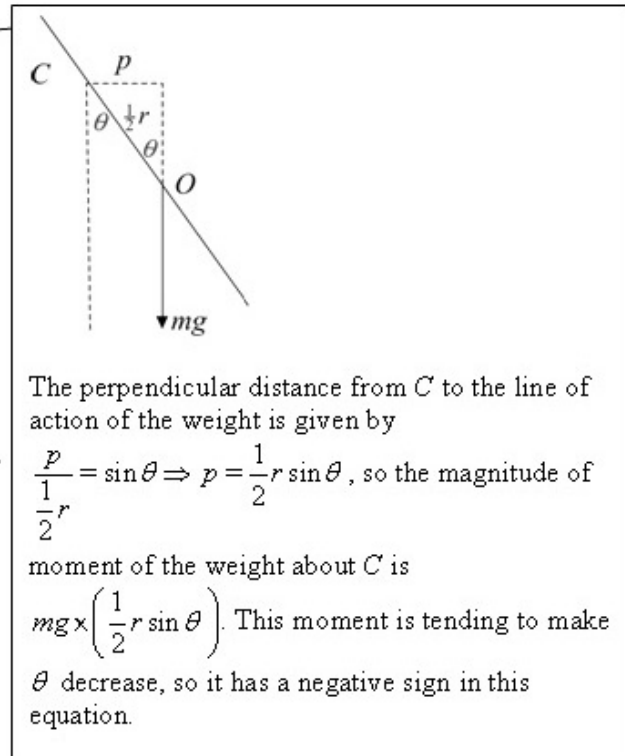 C
p
θ
½r
θ
O
mg
The perpendicular distance from C to the line of
action of the weight is given by
p/(½r) = sin θ ⇒ p = ½ r sin θ, so the magnitude of
moment of the weight about C is
mg × (½ r sin θ). This moment is tending to make
θ decrease, so it has a negative sign in this
equation.